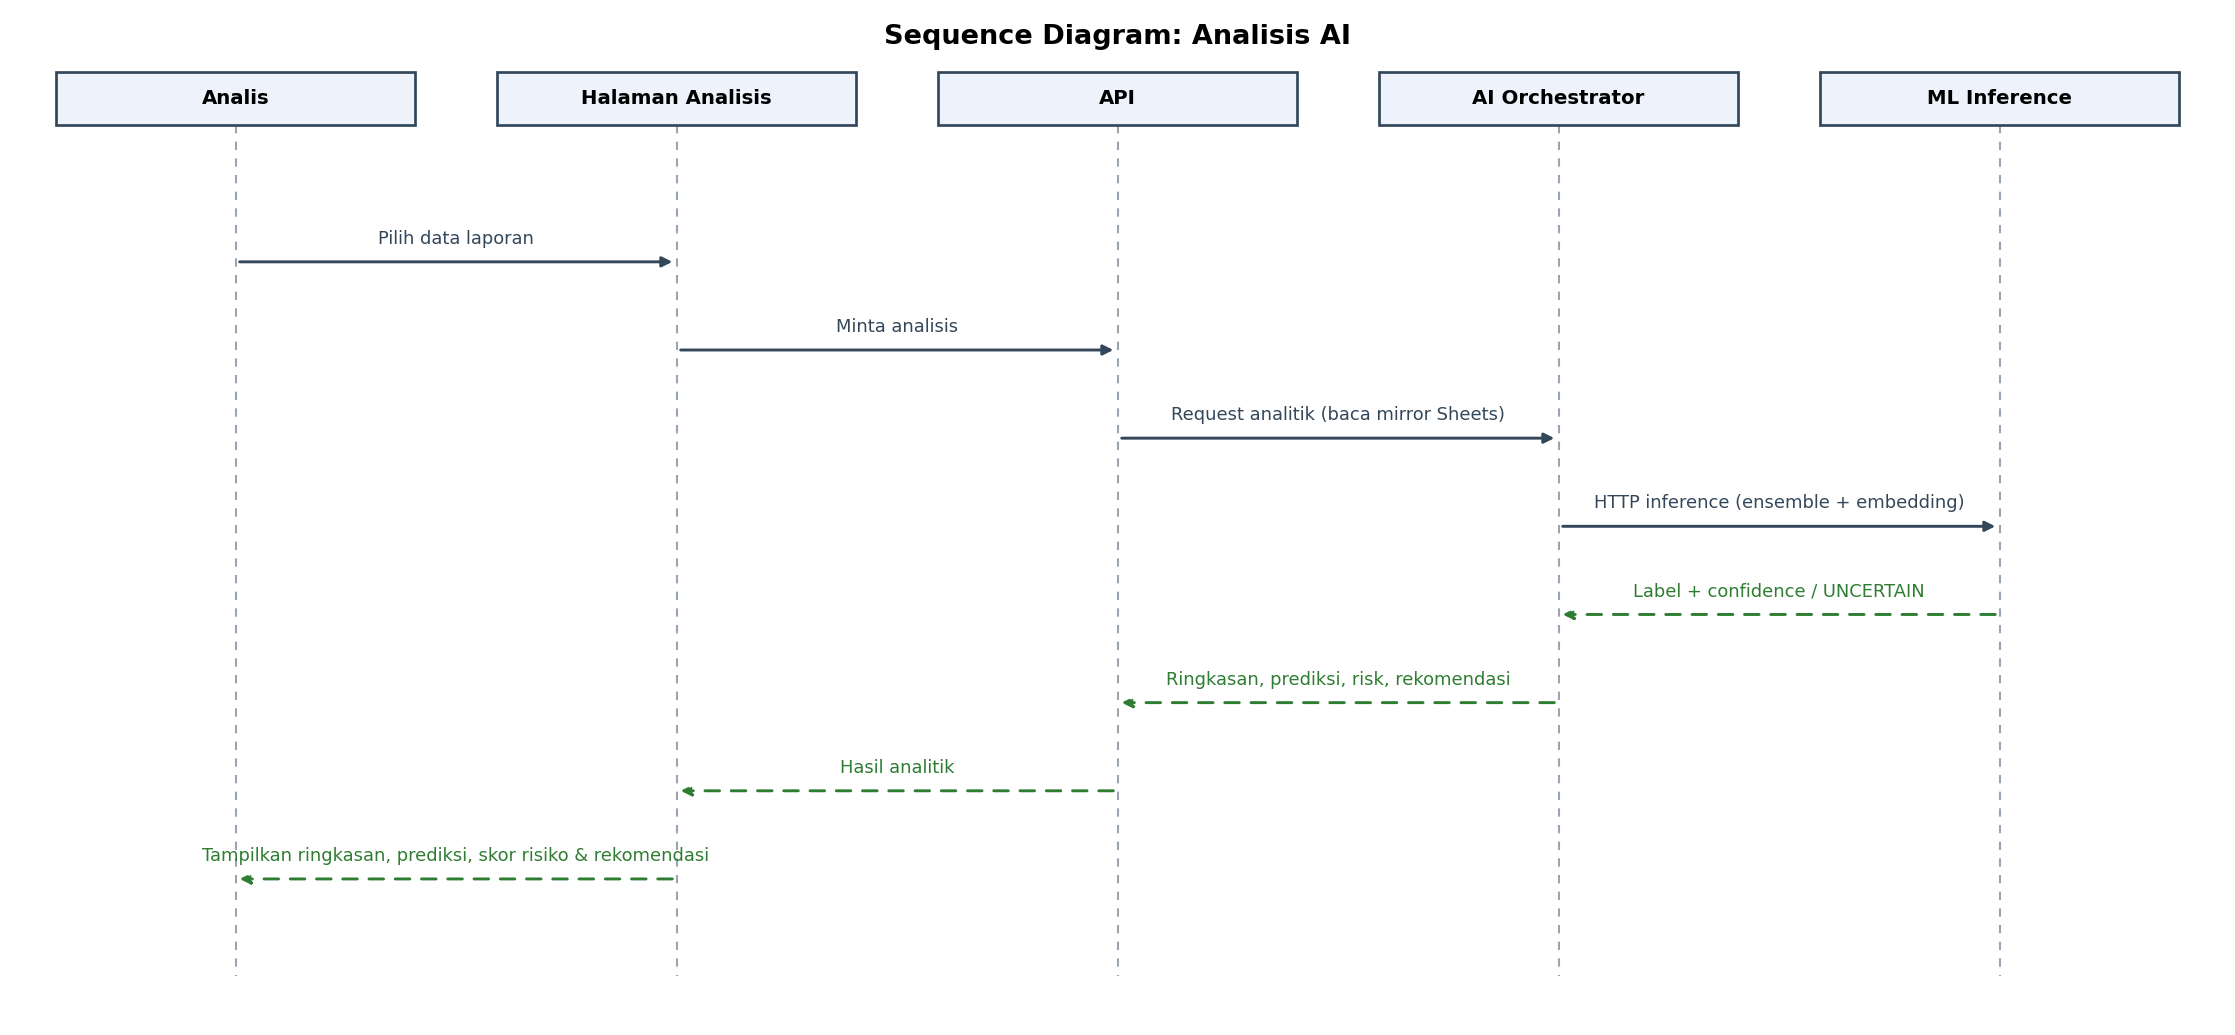 Sequence Diagram: Analisis AI
Analis
Halaman Analisis
API
AI Orchestrator
ML Inference
Pilih data laporan
Minta analisis
Request analitik (baca mirror Sheets)
HTTP inference (ensemble + embedding)
Label + confidence / UNCERTAIN
Ringkasan, prediksi, risk, rekomendasi
Hasil analitik
Tampilkan ringkasan, prediksi, skor risiko & rekomendasi